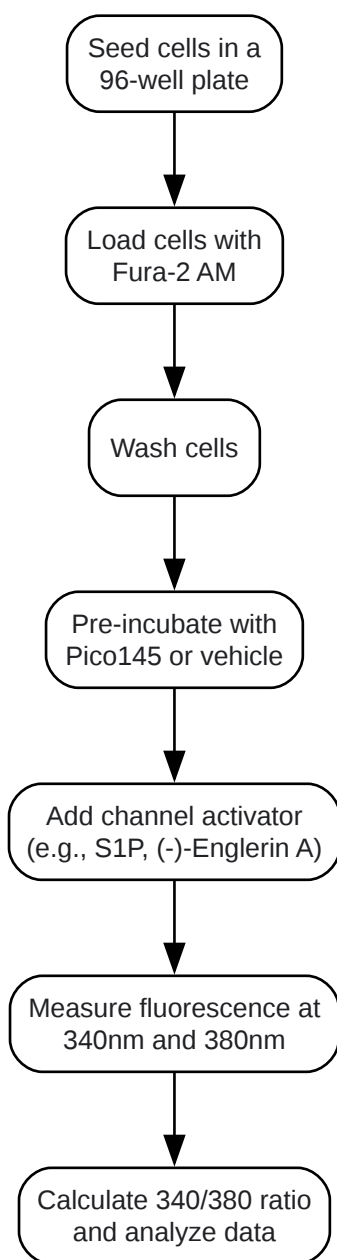 Seed cells in a
96-well plate
Load cells with
Fura-2 AM
Wash cells
Pre-incubate with
Pico145 or vehicle
Add channel activator
(e.g., S1P, (-)-Englerin A)
Measure fluorescence at
340nm and 380nm
Calculate 340/380 ratio
and analyze data